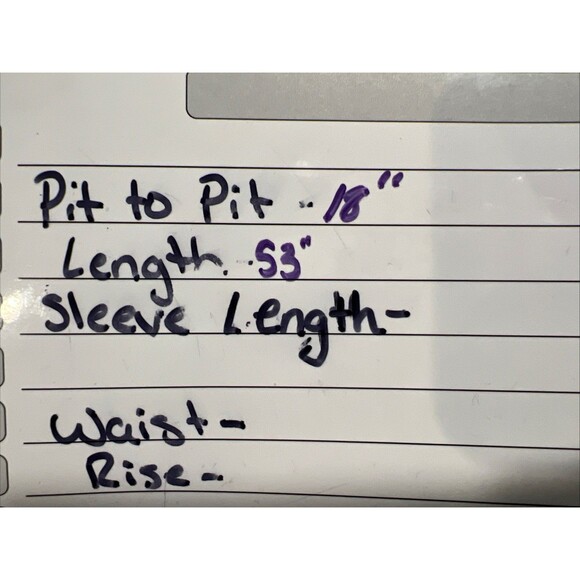 Pit to Pit - 18"
Length. - 53"
Sleeve Length-
Waist-
Rise-